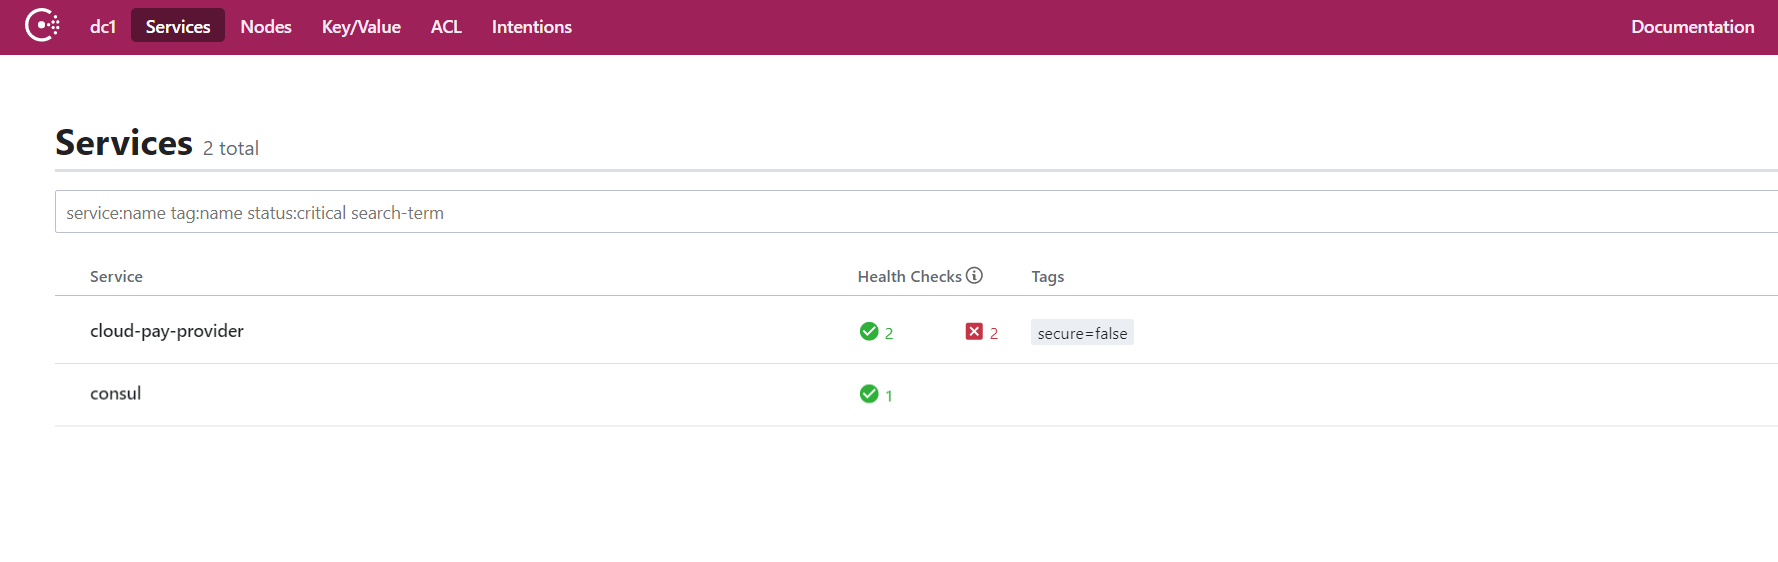 dc1 Services Nodes Key/Value ACL Intentions Documentation
Services 2 total
service:name tag:name status:critical search-term
Service Health Checks Tags
cloud-pay-provider 2 2 secure=false
consul 1